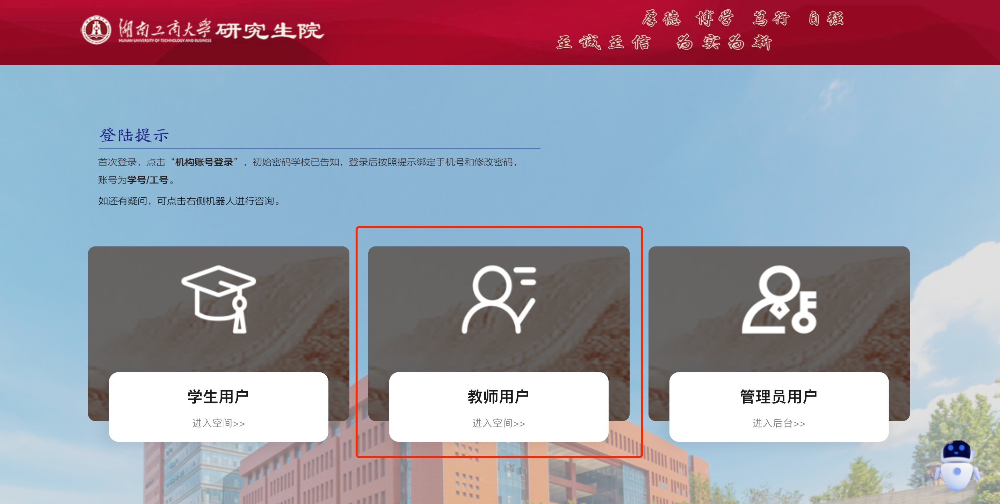 湖南工商大学研究生院
HUNAN UNIVERSITY OF TECHNOLOGY AND BUSINESS
厚德 博学 笃行 自强
至诚至信 为实为新
登陆提示
首次登录，点击“机构账号登录”，初始密码学校已告知，登录后按照提示绑定手机号和修改密码，
账号为学号/工号。
如还有疑问，可点击右侧机器人进行咨询。
学生用户
进入空间>>
教师用户
进入空间>>
管理员用户
进入后台>>